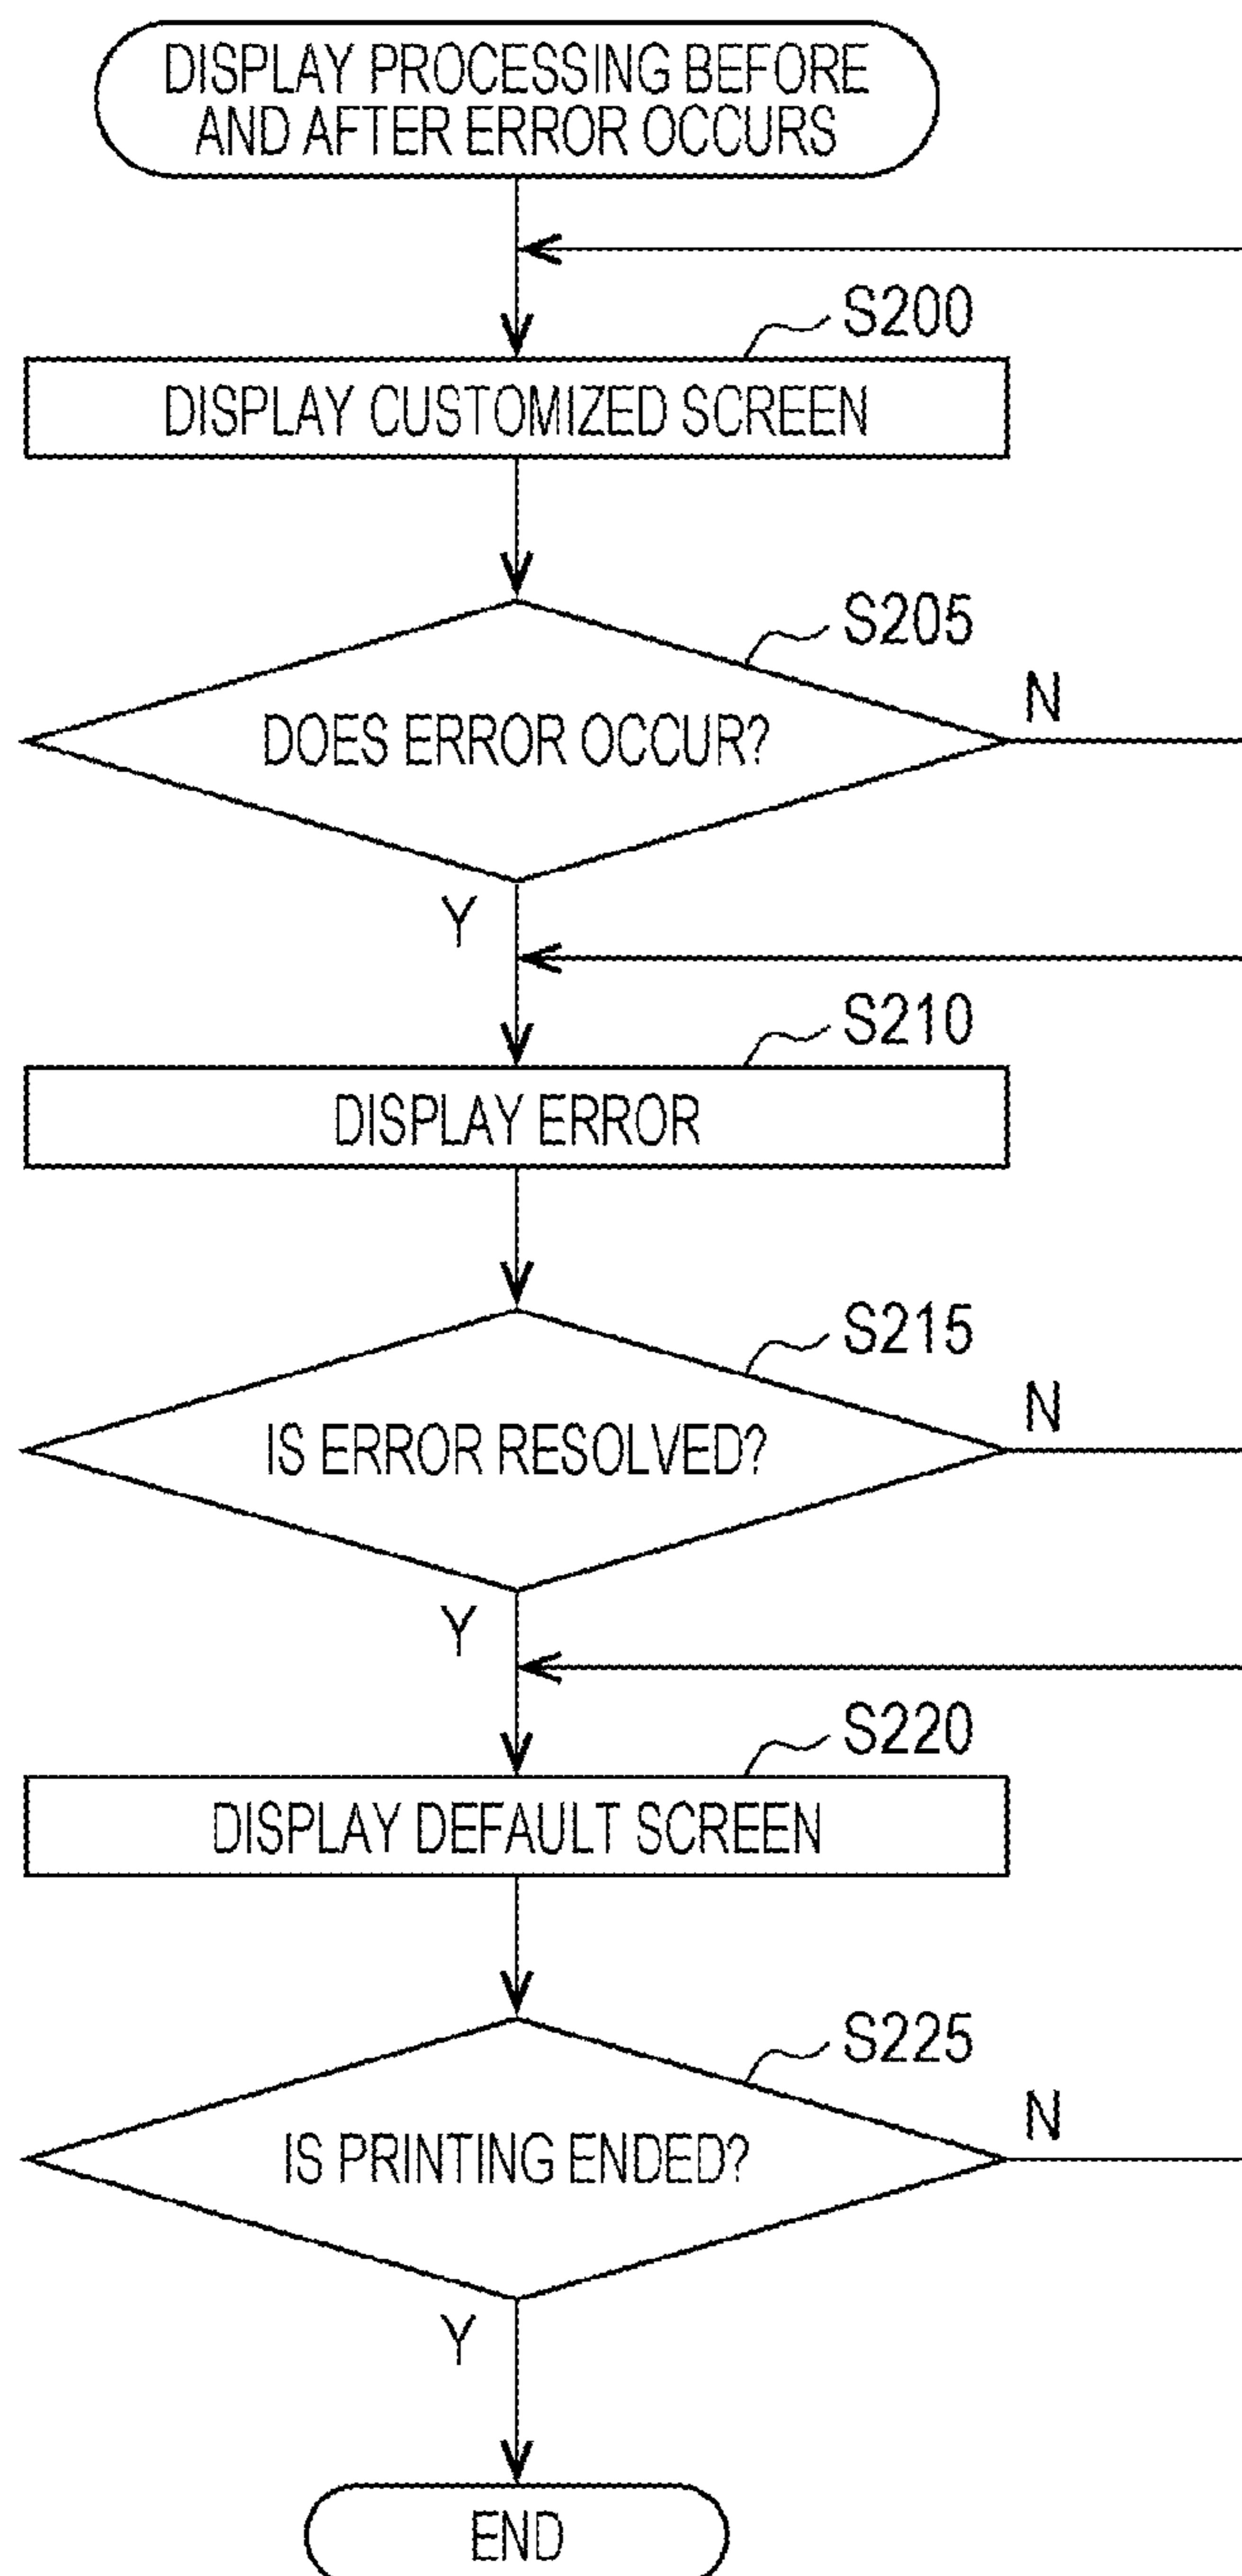 DISPLAY PROCESSING BEFORE
AND AFTER ERROR OCCURS
S200
DISPLAY CUSTOMIZED SCREEN
S205
DOES ERROR OCCUR?
N
Y
S210
DISPLAY ERROR
S215
IS ERROR RESOLVED?
N
Y
S220
DISPLAY DEFAULT SCREEN
S225
IS PRINTING ENDED?
N
Y
END